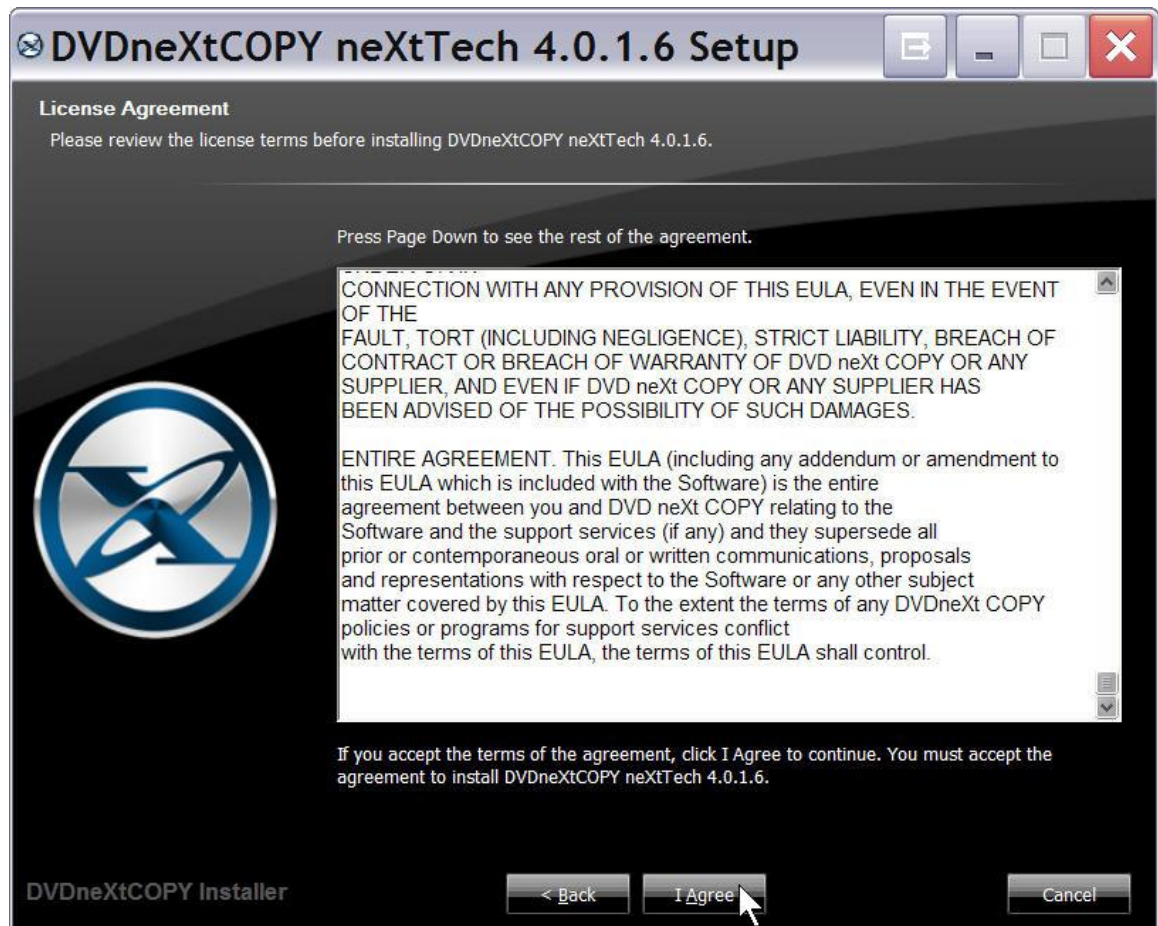 DVDneXtCOPY neXtTech 4.0.1.6 Setup
License Agreement
Please review the license terms before installing DVDneXtCOPY neXtTech 4.0.1.6.
Press Page Down to see the rest of the agreement.
CONNECTION WITH ANY PROVISION OF THIS EULA, EVEN IN THE EVENT
OF THE
FAULT, TORT (INCLUDING NEGLIGENCE), STRICT LIABILITY, BREACH OF
CONTRACT OR BREACH OF WARRANTY OF DVD neXt COPY OR ANY
SUPPLIER, AND EVEN IF DVD neXt COPY OR ANY SUPPLIER HAS
BEEN ADVISED OF THE POSSIBILITY OF SUCH DAMAGES.
ENTIRE AGREEMENT. This EULA (including any addendum or amendment to
this EULA which is included with the Software) is the entire
agreement between you and DVD neXt COPY relating to the
Software and the support services (if any) and they supersede all
prior or contemporaneous oral or written communications, proposals
and representations with respect to the Software or any other subject
matter covered by this EULA. To the extent the terms of any DVDneXt COPY
policies or programs for support services conflict
with the terms of this EULA, the terms of this EULA shall control.
If you accept the terms of the agreement, click I Agree to continue. You must accept the
agreement to install DVDneXtCOPY neXtTech 4.0.1.6.
DVDneXtCOPY Installer
< Back
I Agree
Cancel